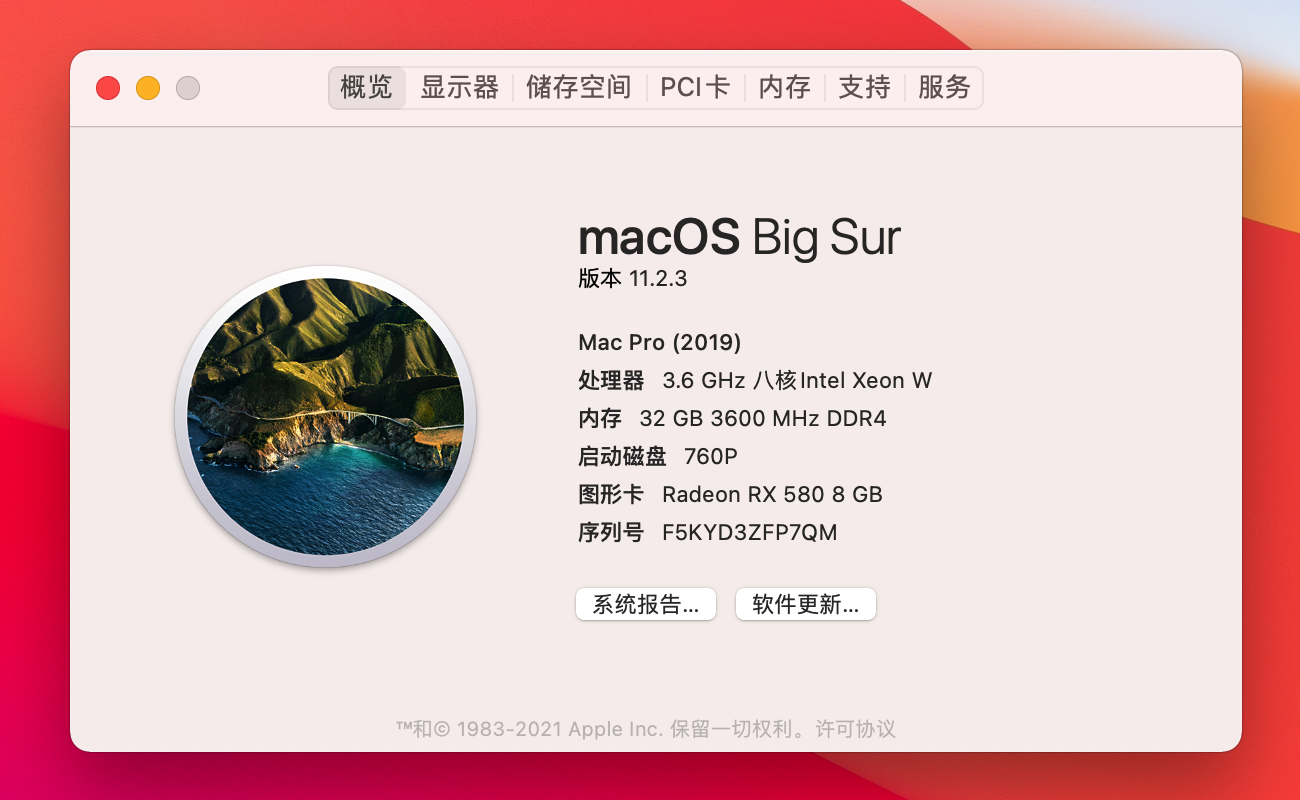 概览 显示器 储存空间 PCI卡 内存 支持 服务
macOS Big Sur
版本 11.2.3
Mac Pro (2019)
处理器 3.6 GHz 八核Intel Xeon W
内存 32 GB 3600 MHz DDR4
启动磁盘 760P
图形卡 Radeon RX 580 8 GB
序列号 F5KYD3ZFP7QM
系统报告... 软件更新...
™和© 1983-2021 Apple Inc. 保留一切权利。许可协议